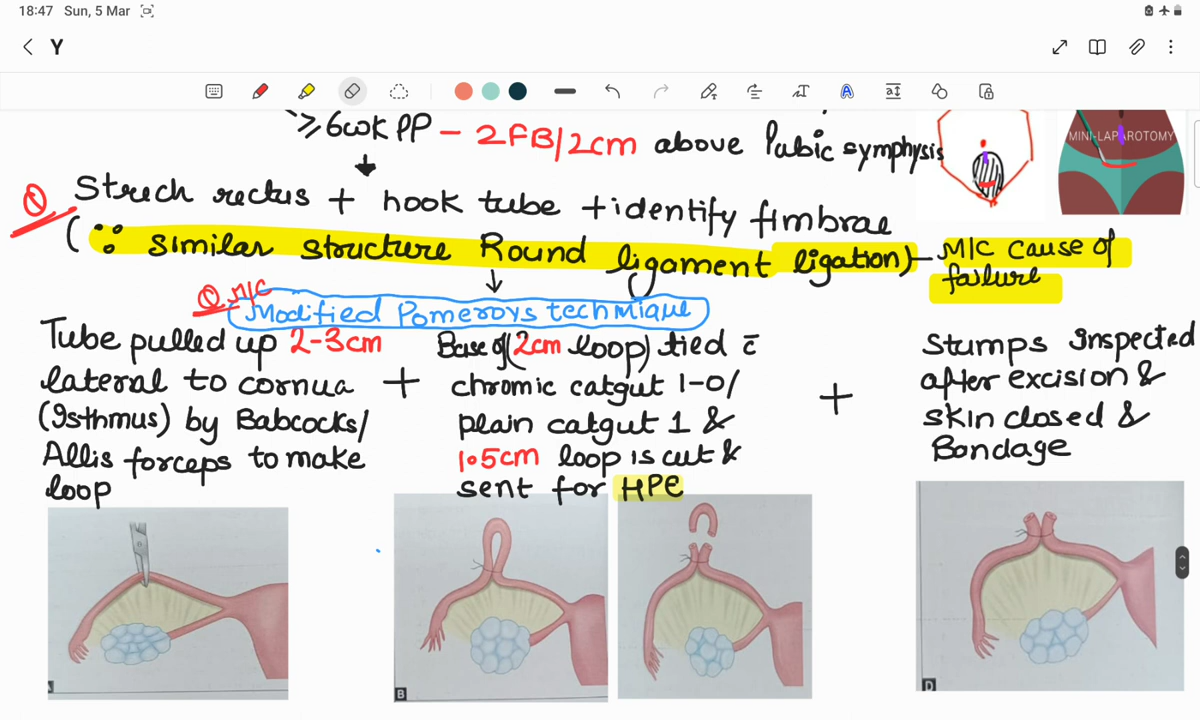 18:47 Sun, 5 Mar
Y
A
≥ 6wk PP – 2FB/2cm above Pubic symphysis
MINI-LAPAROTOMY
Q
Strech rectus + hook tube + identify fimbrae
(∵ similar structure Round ligament ligation) – M/C cause of failure
Q M/C
Modified Pomeroys technique
Tube pulled up 2-3cm
lateral to cornua
(Isthmus) by Babcocks/
Allis forceps to make
loop
+
Base of (2cm loop) tied c̄
chromic catgut 1-0/
plain catgut 1 &
1.5cm loop is cut &
sent for HPE
+
Stumps inspected
after excision &
skin closed &
Bondage
B
D